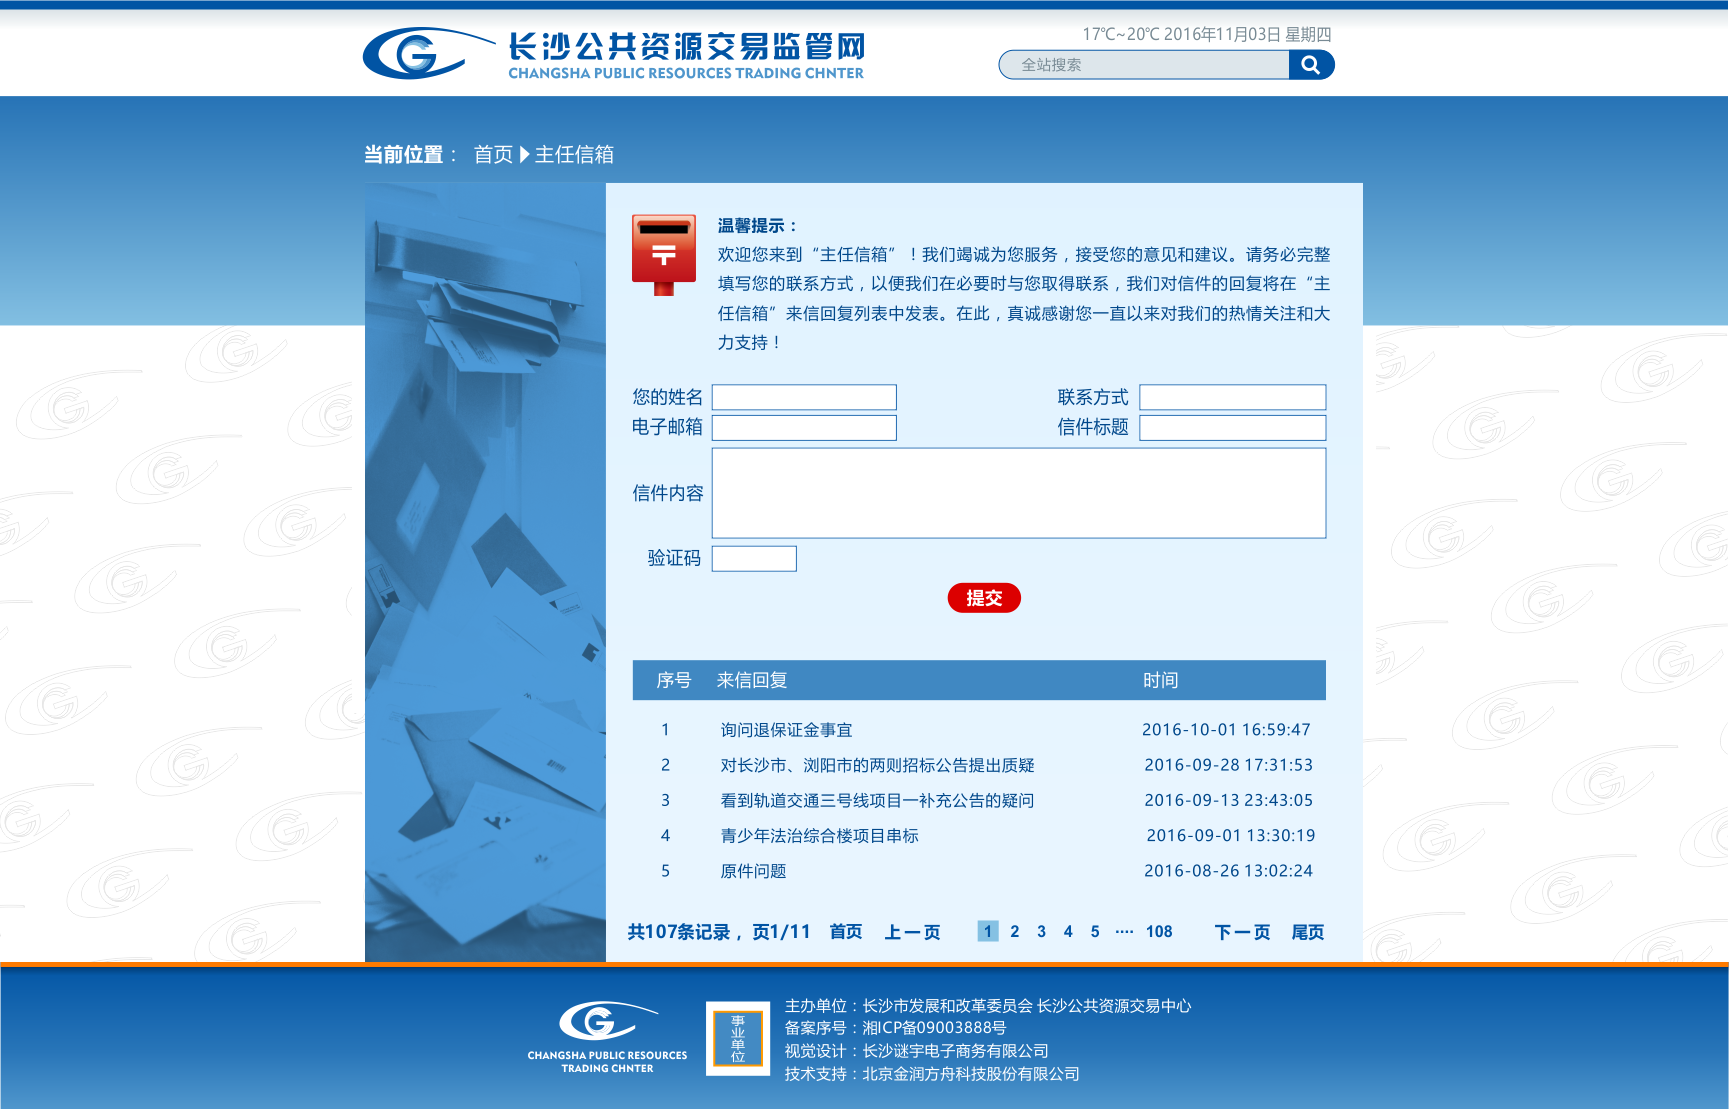 长沙公共资源交易监管网
CHANGSHA PUBLIC RESOURCES TRADING CHNTER
17℃~20℃ 2016年11月03日 星期四
全站搜索
当前位置： 首页 主任信箱
温馨提示：
欢迎您来到“主任信箱”！我们竭诚为您服务，接受您的意见和建议。请务必完整
填写您的联系方式，以便我们在必要时与您取得联系，我们对信件的回复将在“主
任信箱”来信回复列表中发表。在此，真诚感谢您一直以来对我们的热情关注和大
力支持！
您的姓名 联系方式
电子邮箱 信件标题
信件内容
验证码
提交
序号 来信回复 时间
1 询问退保证金事宜 2016-10-01 16:59:47
2 对长沙市、浏阳市的两则招标公告提出质疑 2016-09-28 17:31:53
3 看到轨道交通三号线项目一补充公告的疑问 2016-09-13 23:43:05
4 青少年法治综合楼项目串标 2016-09-01 13:30:19
5 原件问题 2016-08-26 13:02:24
共107条记录，页1/11 首页 上一页 1 2 3 4 5 ···· 108 下一页 尾页
CHANGSHA PUBLIC RESOURCES
TRADING CHNTER
事业单位
主办单位：长沙市发展和改革委员会 长沙公共资源交易中心
备案序号：湘ICP备09003888号
视觉设计：长沙谜宇电子商务有限公司
技术支持：北京金润方舟科技股份有限公司